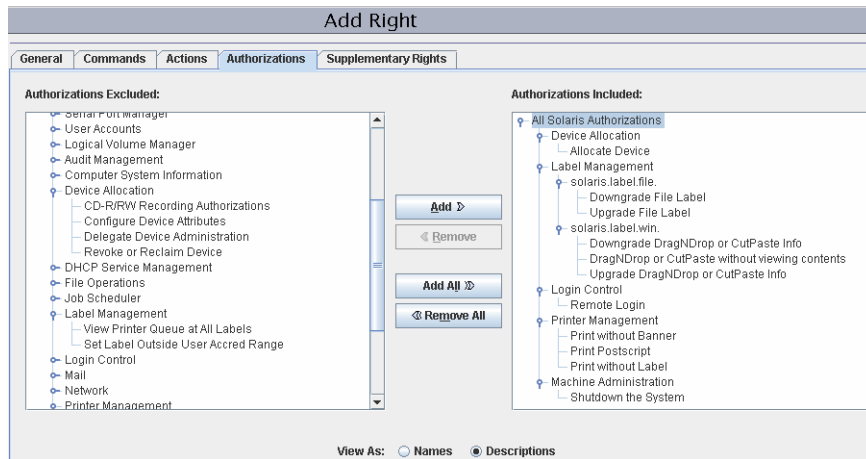 Add Right
General
Commands
Actions
Authorizations
Supplementary Rights
Authorizations Excluded:
Serial Port Manager
User Accounts
Logical Volume Manager
Audit Management
Computer System Information
Device Allocation
CD-R/RW Recording Authorizations
Configure Device Attributes
Delegate Device Administration
Revoke or Reclaim Device
DHCP Service Management
File Operations
Job Scheduler
Label Management
View Printer Queue at All Labels
Set Label Outside User Accred Range
Login Control
Mail
Network
Printer Management
Add
Remove
Add All
Remove All
Authorizations Included:
All Solaris Authorizations
Device Allocation
Allocate Device
Label Management
solaris.label.file.
Downgrade File Label
Upgrade File Label
solaris.label.win.
Downgrade DragNDrop or CutPaste Info
DragNDrop or CutPaste without viewing contents
Upgrade DragNDrop or CutPaste Info
Login Control
Remote Login
Printer Management
Print without Banner
Print Postscript
Print without Label
Machine Administration
Shutdown the System
View As: Names Descriptions